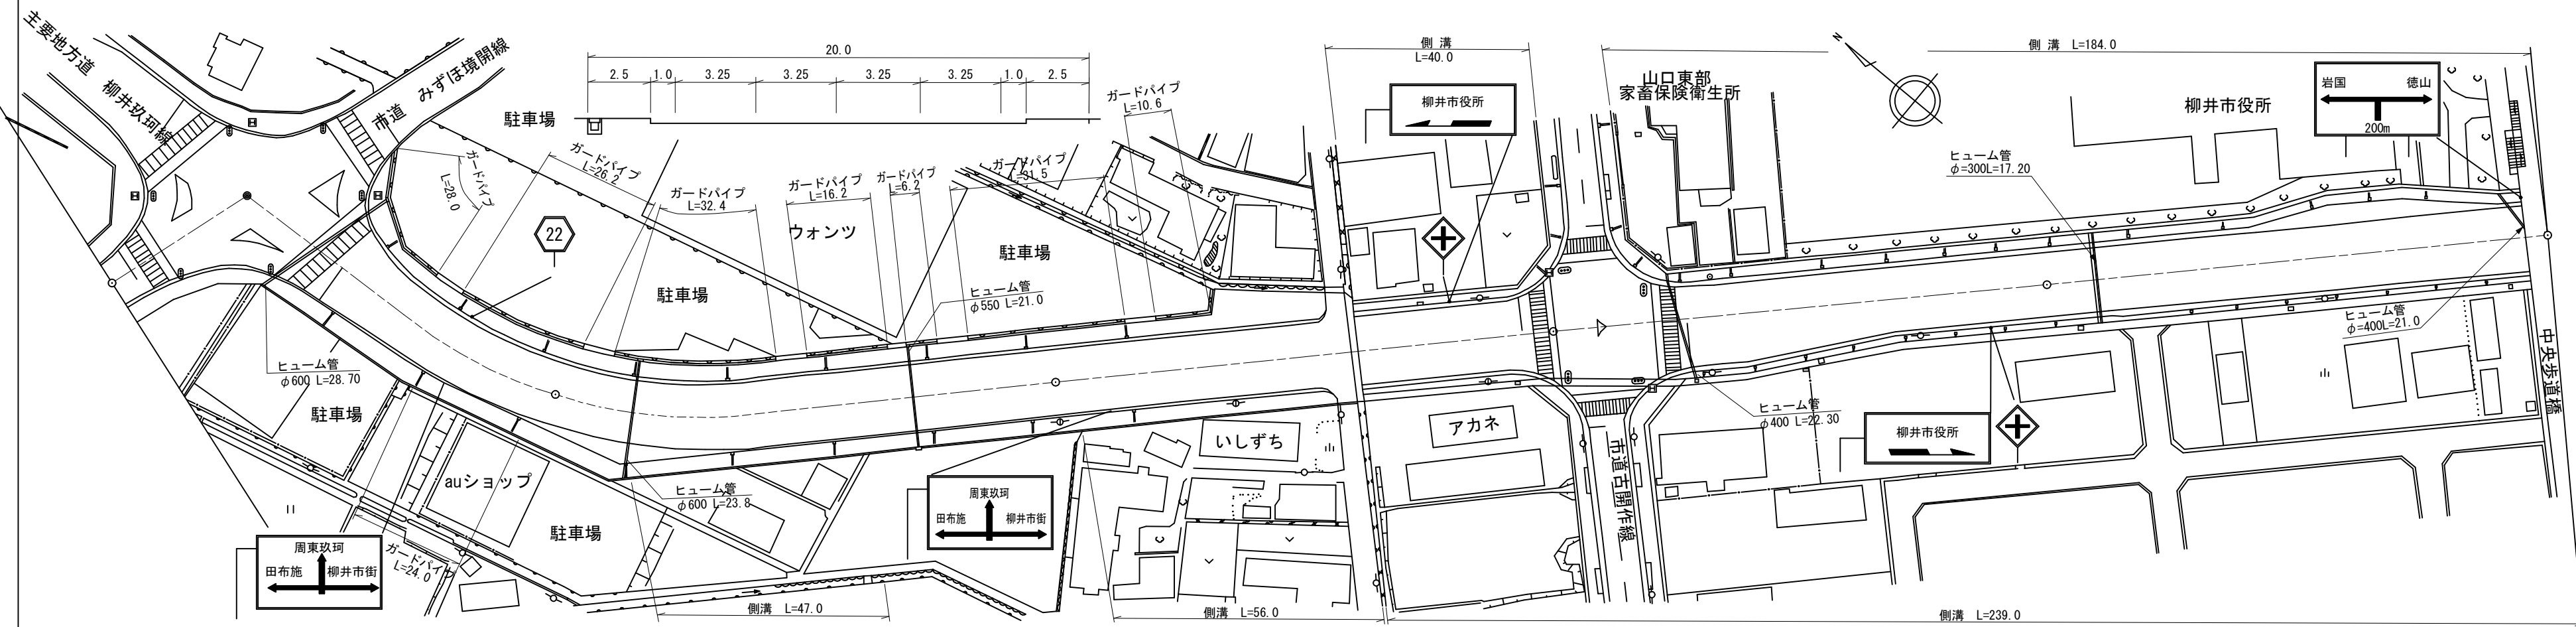 主要地方道 柳井玖珂線
市道 みずほ境開線
駐車場
20.0
2.5 1.0 3.25 3.25 3.25 3.25 1.0 2.5
ガードパイプ
L=28.0
ガードパイプ
L=26.2
ガードパイプ
L=32.4
ガードパイプ
L=16.2
ガードパイプ
L=6.2
ガードパイプ
L=31.5
ガードパイプ
L=10.6
22
駐車場
ウォンツ
駐車場
ヒューム管
φ550 L=21.0
側溝
L=40.0
柳井市役所
山口東部
家畜保険衛生所
側溝 L=184.0
N
柳井市役所
岩国 徳山
200m
ヒューム管
φ=300L=17.20
ヒューム管
φ=400L=21.0
中央歩道橋
ヒューム管
φ600 L=28.70
駐車場
auショップ
駐車場
ヒューム管
φ600 L=23.8
いしずち
アカネ
ヒューム管
φ400 L=22.30
柳井市役所
市道古開作線
周東玖珂
田布施 柳井市街
周東玖珂
田布施 柳井市街
ガードパイプ
L=24.0
側溝 L=47.0
側溝 L=56.0
側溝 L=239.0